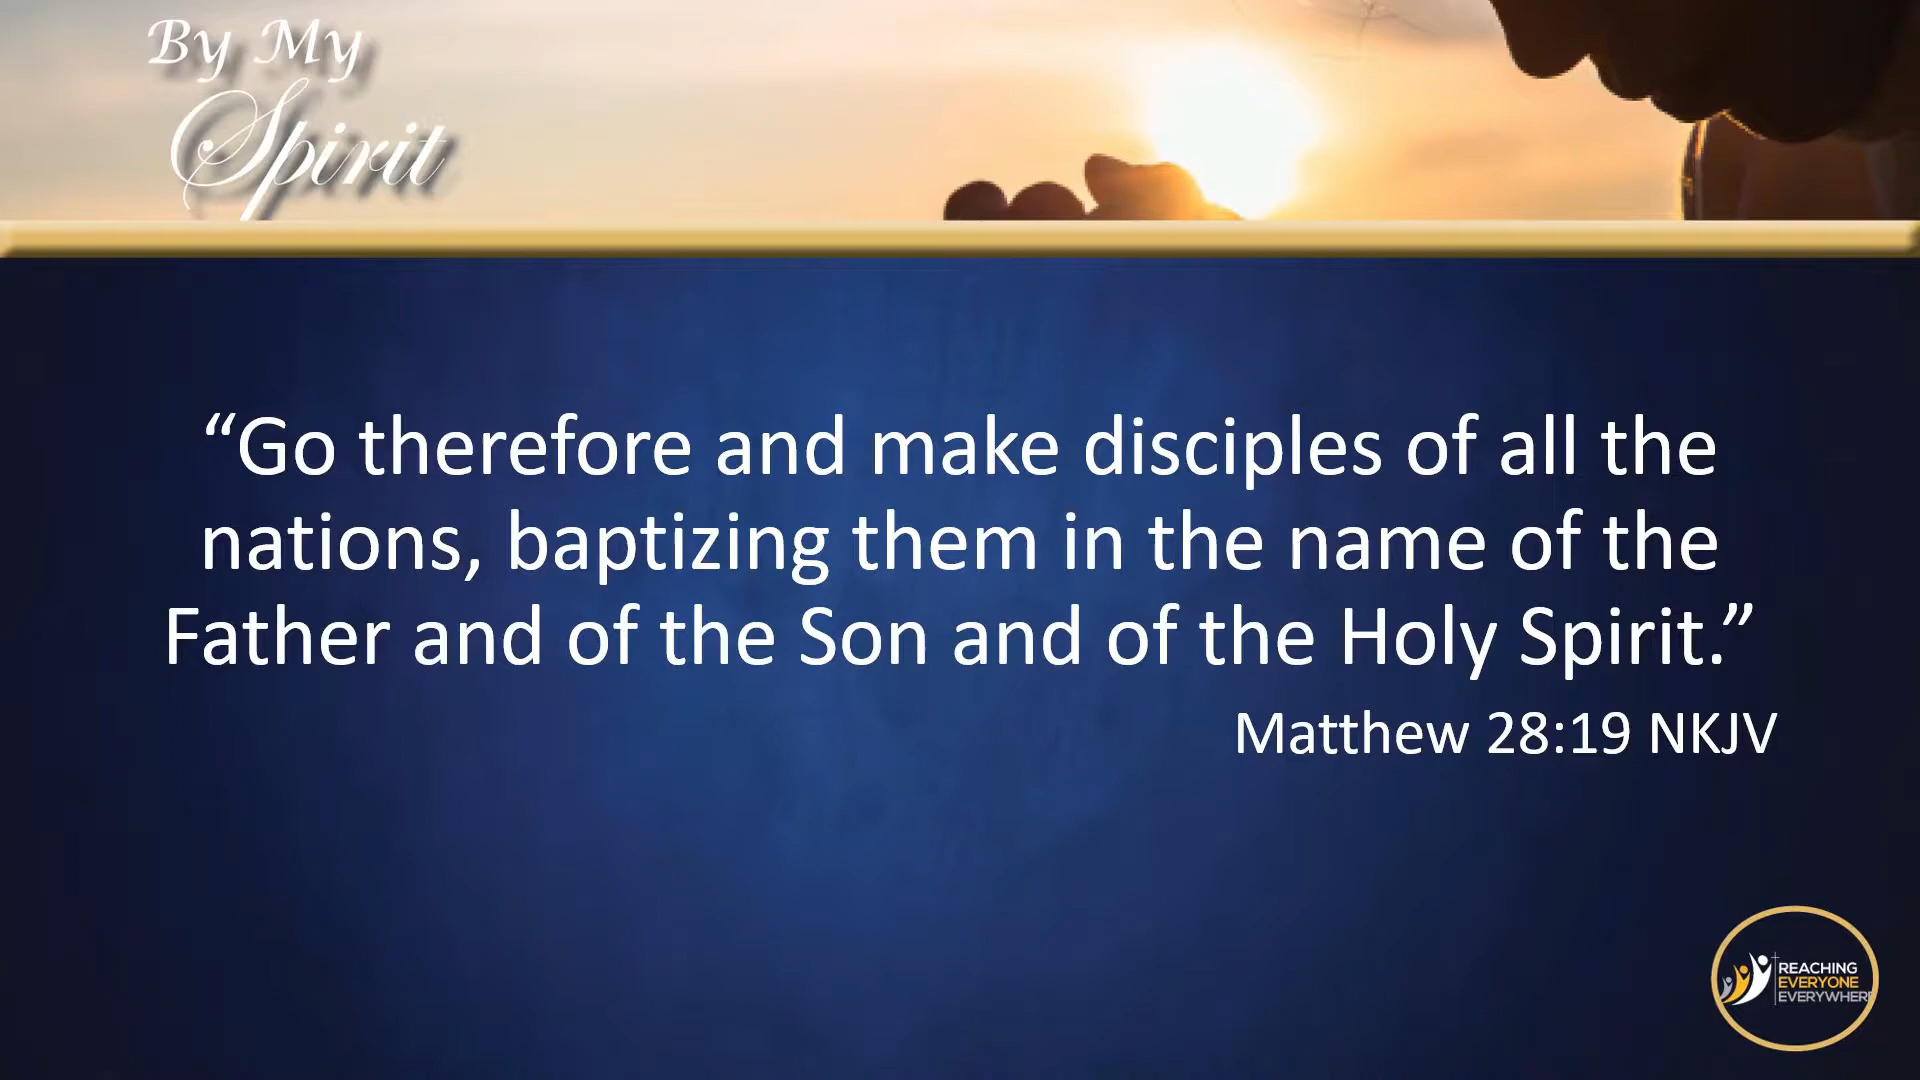 By My
Spirit
“Go therefore and make disciples of all the
nations, baptizing them in the name of the
Father and of the Son and of the Holy Spirit.”
Matthew 28:19 NKJV
REACHING
EVERYONE
EVERYWHERE